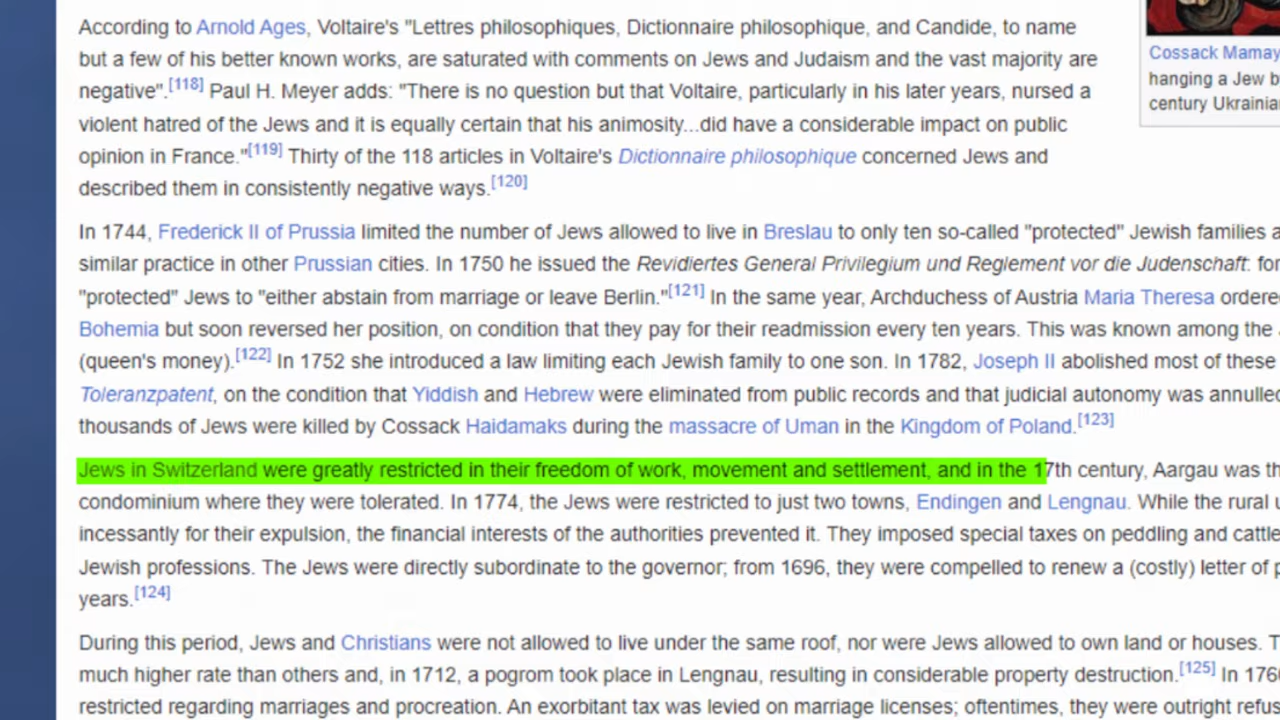 According to Arnold Ages, Voltaire's "Lettres philosophiques, Dictionnaire philosophique, and Candide, to name
but a few of his better known works, are saturated with comments on Jews and Judaism and the vast majority are
negative".[118] Paul H. Meyer adds: "There is no question but that Voltaire, particularly in his later years, nursed a
violent hatred of the Jews and it is equally certain that his animosity...did have a considerable impact on public
opinion in France."[119] Thirty of the 118 articles in Voltaire's Dictionnaire philosophique concerned Jews and
described them in consistently negative ways.[120]
Cossack Mamay
hanging a Jew b
century Ukrainia
In 1744, Frederick II of Prussia limited the number of Jews allowed to live in Breslau to only ten so-called "protected" Jewish families a
similar practice in other Prussian cities. In 1750 he issued the Revidiertes General Privilegium und Reglement vor die Judenschaft: for
"protected" Jews to "either abstain from marriage or leave Berlin."[121] In the same year, Archduchess of Austria Maria Theresa ordere
Bohemia but soon reversed her position, on condition that they pay for their readmission every ten years. This was known among the
(queen's money).[122] In 1752 she introduced a law limiting each Jewish family to one son. In 1782, Joseph II abolished most of these
Toleranzpatent, on the condition that Yiddish and Hebrew were eliminated from public records and that judicial autonomy was annulled
thousands of Jews were killed by Cossack Haidamaks during the massacre of Uman in the Kingdom of Poland.[123]
Jews in Switzerland were greatly restricted in their freedom of work, movement and settlement, and in the 17th century, Aargau was th
condominium where they were tolerated. In 1774, the Jews were restricted to just two towns, Endingen and Lengnau. While the rural u
incessantly for their expulsion, the financial interests of the authorities prevented it. They imposed special taxes on peddling and cattle
Jewish professions. The Jews were directly subordinate to the governor; from 1696, they were compelled to renew a (costly) letter of p
years.[124]
During this period, Jews and Christians were not allowed to live under the same roof, nor were Jews allowed to own land or houses. T
much higher rate than others and, in 1712, a pogrom took place in Lengnau, resulting in considerable property destruction.[125] In 176
restricted regarding marriages and procreation. An exorbitant tax was levied on marriage licenses; oftentimes, they were outright refus